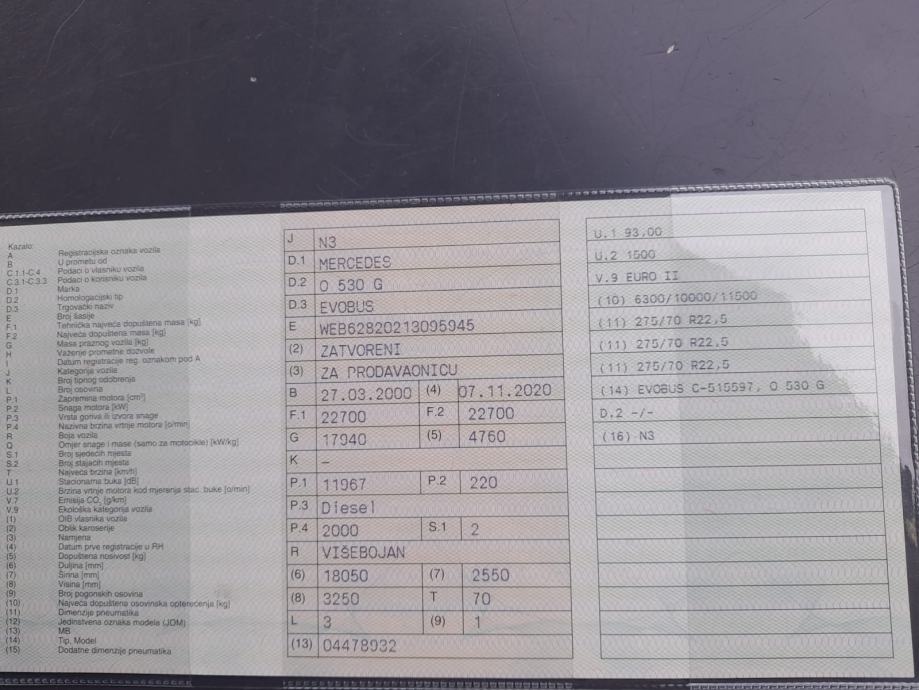 Kazalo:
A Registracijska oznaka vozila
B U prometu od
C.1.1-C.4 Podaci o vlasniku vozila
C.3.1-C.3.3 Podaci o korisniku vozila
D.1 Marka
D.2 Homologacijski tip
D.3 Trgovački naziv
E Broj šasije
F.1 Tehnička najveća dopuštena masa [kg]
F.2 Najveća dopuštena masa [kg]
G Masa praznog vozila [kg]
H Važenje prometne dozvole
I Datum registracije reg. oznakom pod A
J Kategorija vozila
K Broj tipnog odobrenja
L Broj osovina
P.1 Zapremina motora [cm³]
P.2 Snaga motora [kW]
P.3 Vrsta goriva ili izvora snage
P.4 Nazivna brzina vrtnje motora [o/min]
R Boja vozila
Q Omjer snage i mase (samo za motocikle) [kW/kg]
S.1 Broj sjedećih mjesta
S.2 Broj stajaćih mjesta
T Najveća brzina [km/h]
U.1 Stacionarna buka [dB]
U.2 Brzina vrtnje motora kod mjerenja stac. buke [o/min]
V.7 Emisija CO₂ [g/km]
V.9 Ekološka kategorija vozila
(1) OIB vlasnika vozila
(2) Oblik karoserije
(3) Namjena
(4) Datum prve registracije u RH
(5) Dopuštena nosivost [kg]
(6) Duljina [mm]
(7) Širina [mm]
(8) Visina [mm]
(9) Broj pogonskih osovina
(10) Najveća dopuštena osovinska opterećenja [kg]
(11) Dimenzije pneumatika
(12) Jedinstvena oznaka modela (JOM)
(13) MB
(14) Tip, Model
(15) Dodatne dimenzije pneumatika
J N3
D.1 MERCEDES
D.2 O 530 G
D.3 EVOBUS
E WEB62820213095945
(2) ZATVORENI
(3) ZA PRODAVAONICU
B 27.03.2000 (4) 07.11.2020
F.1 22700 F.2 22700
G 17940 (5) 4760
K –
P.1 11967 P.2 220
P.3 Diesel
P.4 2000 S.1 2
R VIŠEBOJAN
(6) 18050 (7) 2550
(8) 3250 T 70
L 3 (9) 1
(13) 04478932
U.1 93,00
U.2 1500
V.9 EURO II
(10) 6300/10000/11500
(11) 275/70 R22,5
(11) 275/70 R22,5
(11) 275/70 R22,5
(14) EVOBUS C-515597, O 530 G
D.2 -/-
(16) N3